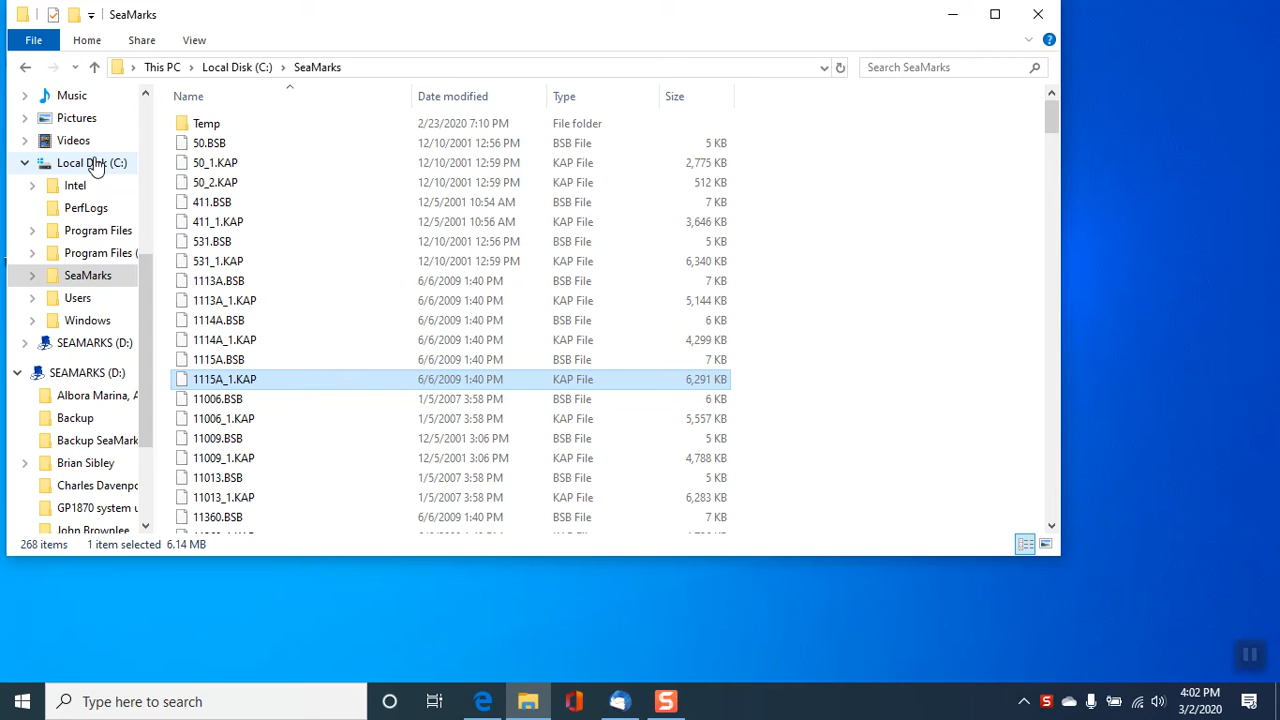 SeaMarks
File Home Share View
This PC Local Disk (C:) SeaMarks Search SeaMarks
Name Date modified Type Size
Music
Pictures
Videos
Local Disk (C:)
Intel
PerfLogs
Program Files
Program Files (
SeaMarks
Users
Windows
SEAMARKS (D:)
SEAMARKS (D:)
Albora Marina, A
Backup
Backup SeaMark
Brian Sibley
Charles Davenpo
GP1870 system u
John Brownlee
Temp 2/23/2020 7:10 PM File folder
50.BSB 12/10/2001 12:56 PM BSB File 5 KB
50_1.KAP 12/10/2001 12:59 PM KAP File 2,775 KB
50_2.KAP 12/10/2001 12:59 PM KAP File 512 KB
411.BSB 12/5/2001 10:54 AM BSB File 7 KB
411_1.KAP 12/5/2001 10:56 AM KAP File 3,646 KB
531.BSB 12/10/2001 12:56 PM BSB File 5 KB
531_1.KAP 12/10/2001 12:59 PM KAP File 6,340 KB
1113A.BSB 6/6/2009 1:40 PM BSB File 7 KB
1113A_1.KAP 6/6/2009 1:40 PM KAP File 5,144 KB
1114A.BSB 6/6/2009 1:40 PM BSB File 6 KB
1114A_1.KAP 6/6/2009 1:40 PM KAP File 4,299 KB
1115A.BSB 6/6/2009 1:40 PM BSB File 7 KB
1115A_1.KAP 6/6/2009 1:40 PM KAP File 6,291 KB
11006.BSB 1/5/2007 3:58 PM BSB File 6 KB
11006_1.KAP 1/5/2007 3:58 PM KAP File 5,557 KB
11009.BSB 12/5/2001 3:06 PM BSB File 5 KB
11009_1.KAP 12/5/2001 3:06 PM KAP File 4,788 KB
11013.BSB 1/5/2007 3:58 PM BSB File 5 KB
11013_1.KAP 1/5/2007 3:58 PM KAP File 6,283 KB
11360.BSB 6/6/2009 1:40 PM BSB File 7 KB
268 items 1 item selected 6.14 MB
Type here to search
4:02 PM
3/2/2020